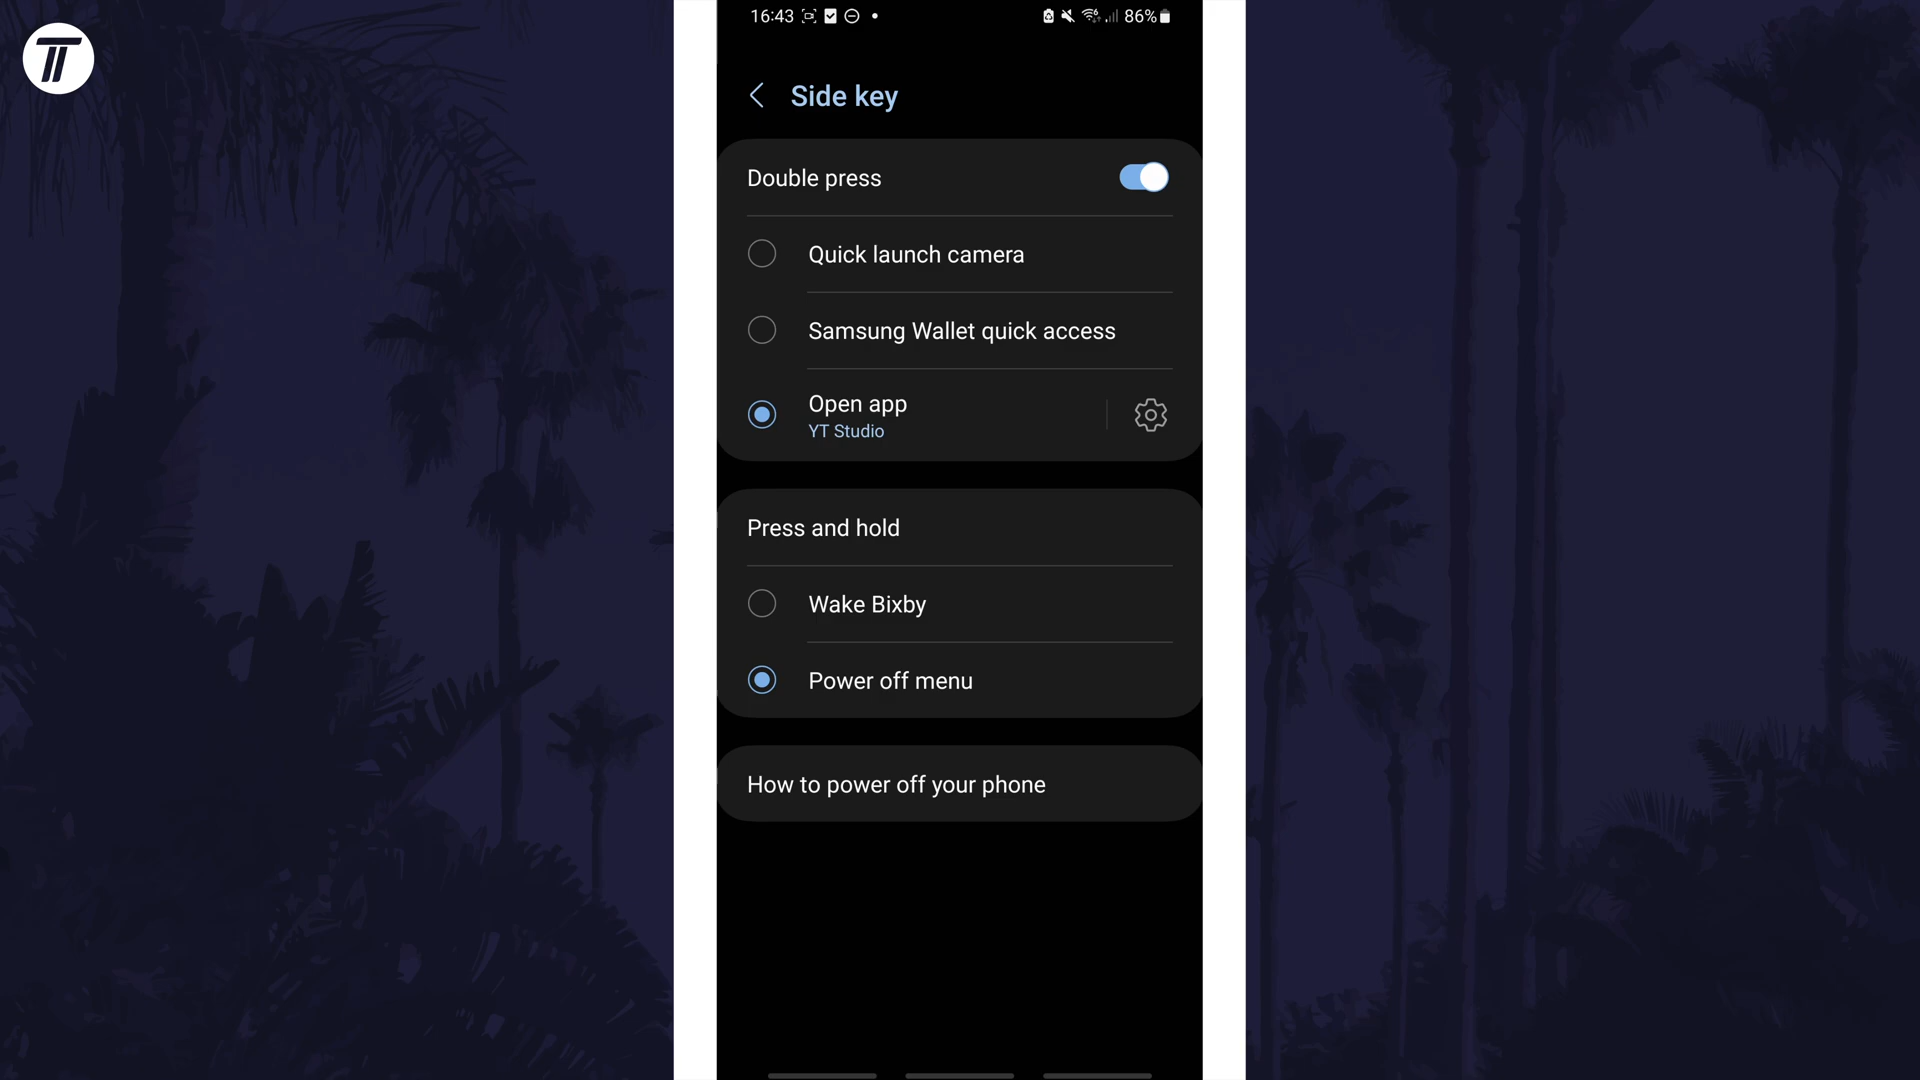 16:43
86%
Side key
Double press
Quick launch camera
Samsung Wallet quick access
Open app
YT Studio
Press and hold
Wake Bixby
Power off menu
How to power off your phone